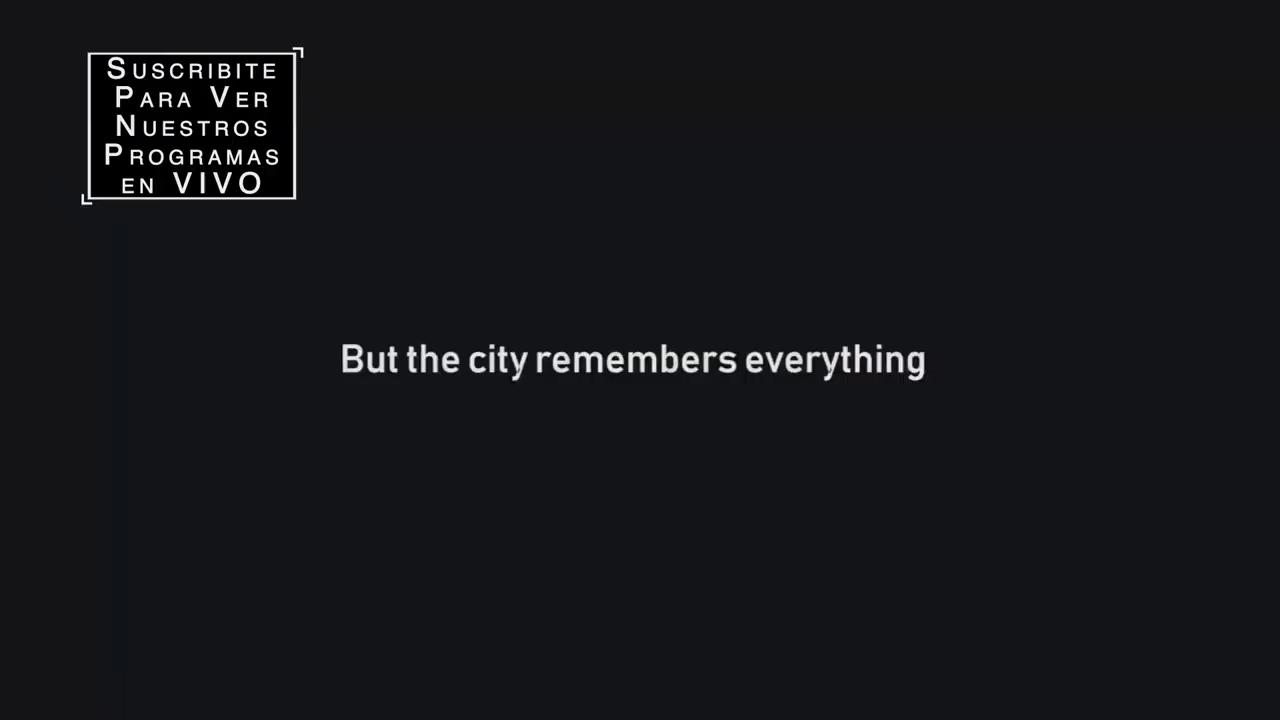 Suscribite
Para Ver
Nuestros
Programas
en VIVO
But the city remembers everything